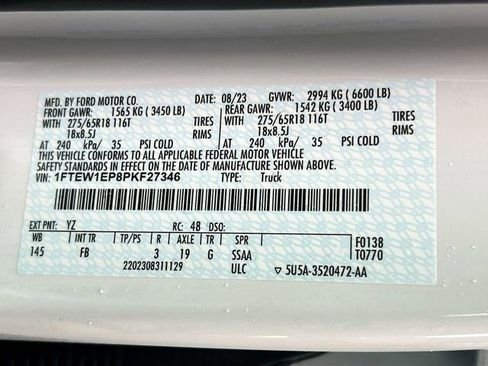 MFD. BY FORD MOTOR CO. DATE: 08/23 GVWR: 2994 KG ( 6600 LB)
FRONT GAWR: 1565 KG ( 3450 LB) REAR GAWR: 1542 KG ( 3400 LB)
WITH 275/65R18 116T TIRES WITH 275/65R18 116T TIRES
18x8.5J RIMS 18x8.5J RIMS
AT 240 kPa/ 35 PSI COLD AT 240 kPa/ 35 PSI COLD
THIS VEHICLE CONFORMS TO ALL APPLICABLE FEDERAL MOTOR VEHICLE
SAFETY STANDARDS IN EFFECT ON THE DATE OF MANUFACTURE SHOWN ABOVE.
VIN: 1FTEW1EP8PKF27346 TYPE: Truck
EXT PNT: YZ RC: 48 DSO: F0138
WB INT TR TP/PS R AXLE TR SPR T0770
145 FB 3 19 G SSAA
2202308311129 ULC 5U5A-3520472-AA